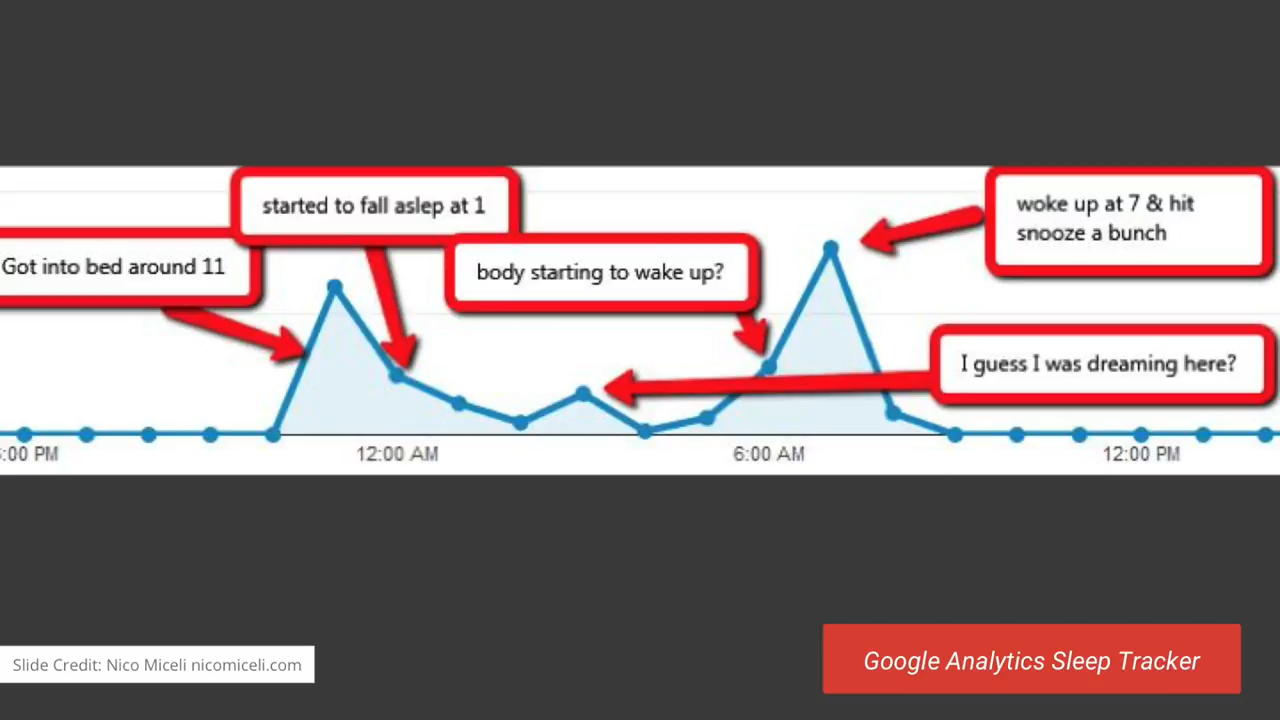 started to fall aslep at 1
Got into bed around 11
body starting to wake up?
woke up at 7 & hit
snooze a bunch
I guess I was dreaming here?
:00 PM
12:00 AM
6:00 AM
12:00 PM
Slide Credit: Nico Miceli nicomiceli.com
Google Analytics Sleep Tracker